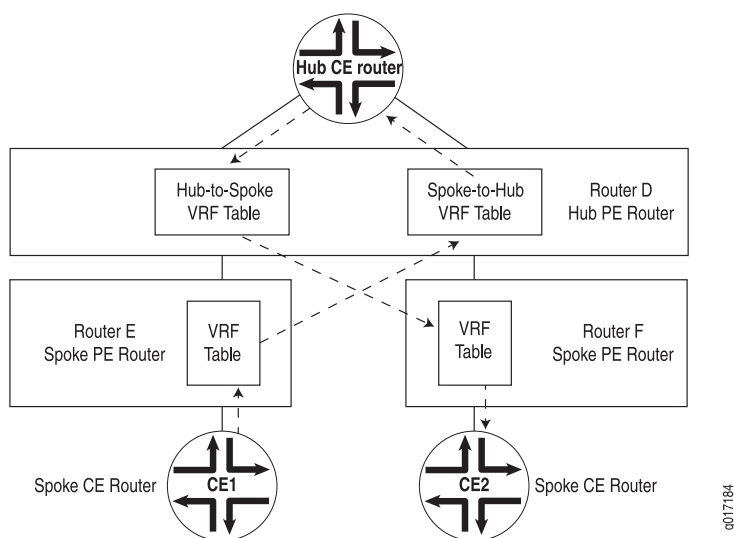 Hub CE router
Hub-to-Spoke
VRF Table
Spoke-to-Hub
VRF Table
Router D
Hub PE Router
Router E
Spoke PE Router
VRF
Table
VRF
Table
Router F
Spoke PE Router
Spoke CE Router
CE1
CE2
Spoke CE Router
g017184